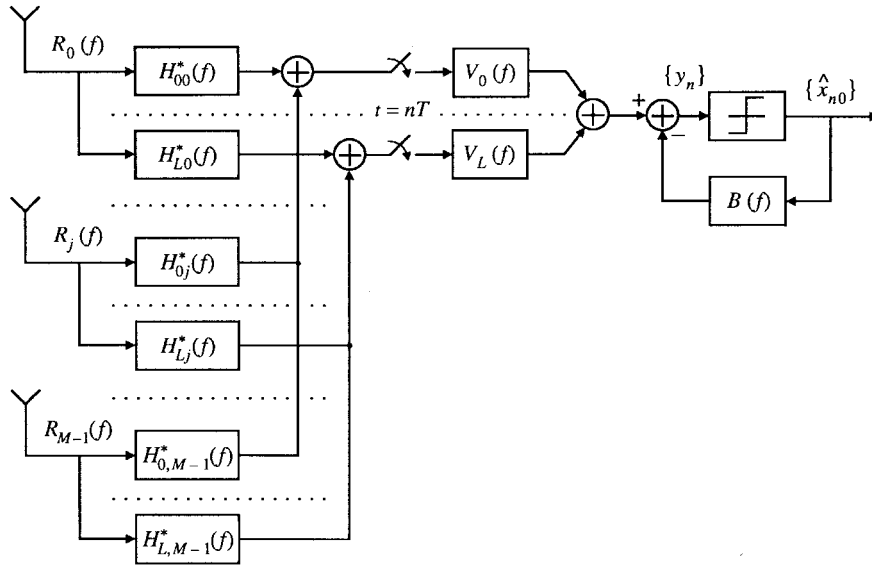 R_0(f)
H*_00(f)
V_0(f)
{y_n}
{x̂_n0}
+
−
t = nT
H*_L0(f)
V_L(f)
B(f)
R_j(f)
H*_0j(f)
H*_Lj(f)
R_M−1(f)
H*_0,M−1(f)
H*_L,M−1(f)